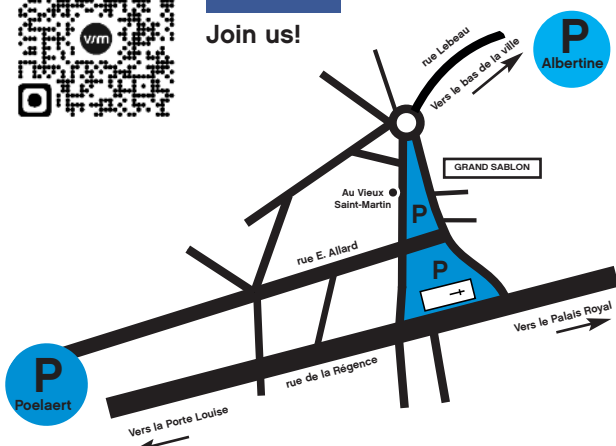 vsm
Join us!
P
Albertine
rue Lebeau
Vers le bas de la ville
GRAND SABLON
Au Vieux
Saint-Martin
P
rue E. Allard
P
Vers le Palais Royal
rue de la Régence
P
Poelaert
Vers la Porte Louise